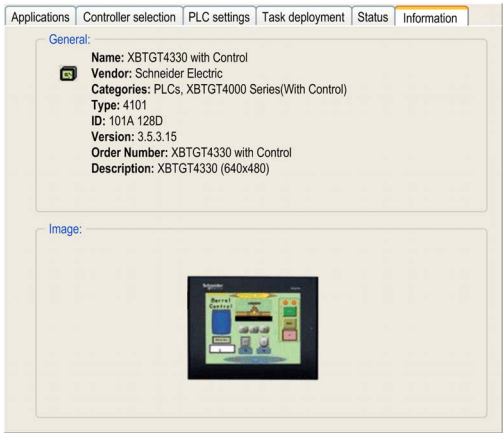 Applications Controller selection PLC settings Task deployment Status Information
General:
Name: XBTGT4330 with Control
Vendor: Schneider Electric
Categories: PLCs, XBTGT4000 Series(With Control)
Type: 4101
ID: 101A 128D
Version: 3.5.3.15
Order Number: XBTGT4330 with Control
Description: XBTGT4330 (640x480)
Image:
Schneider
Barrel
Control